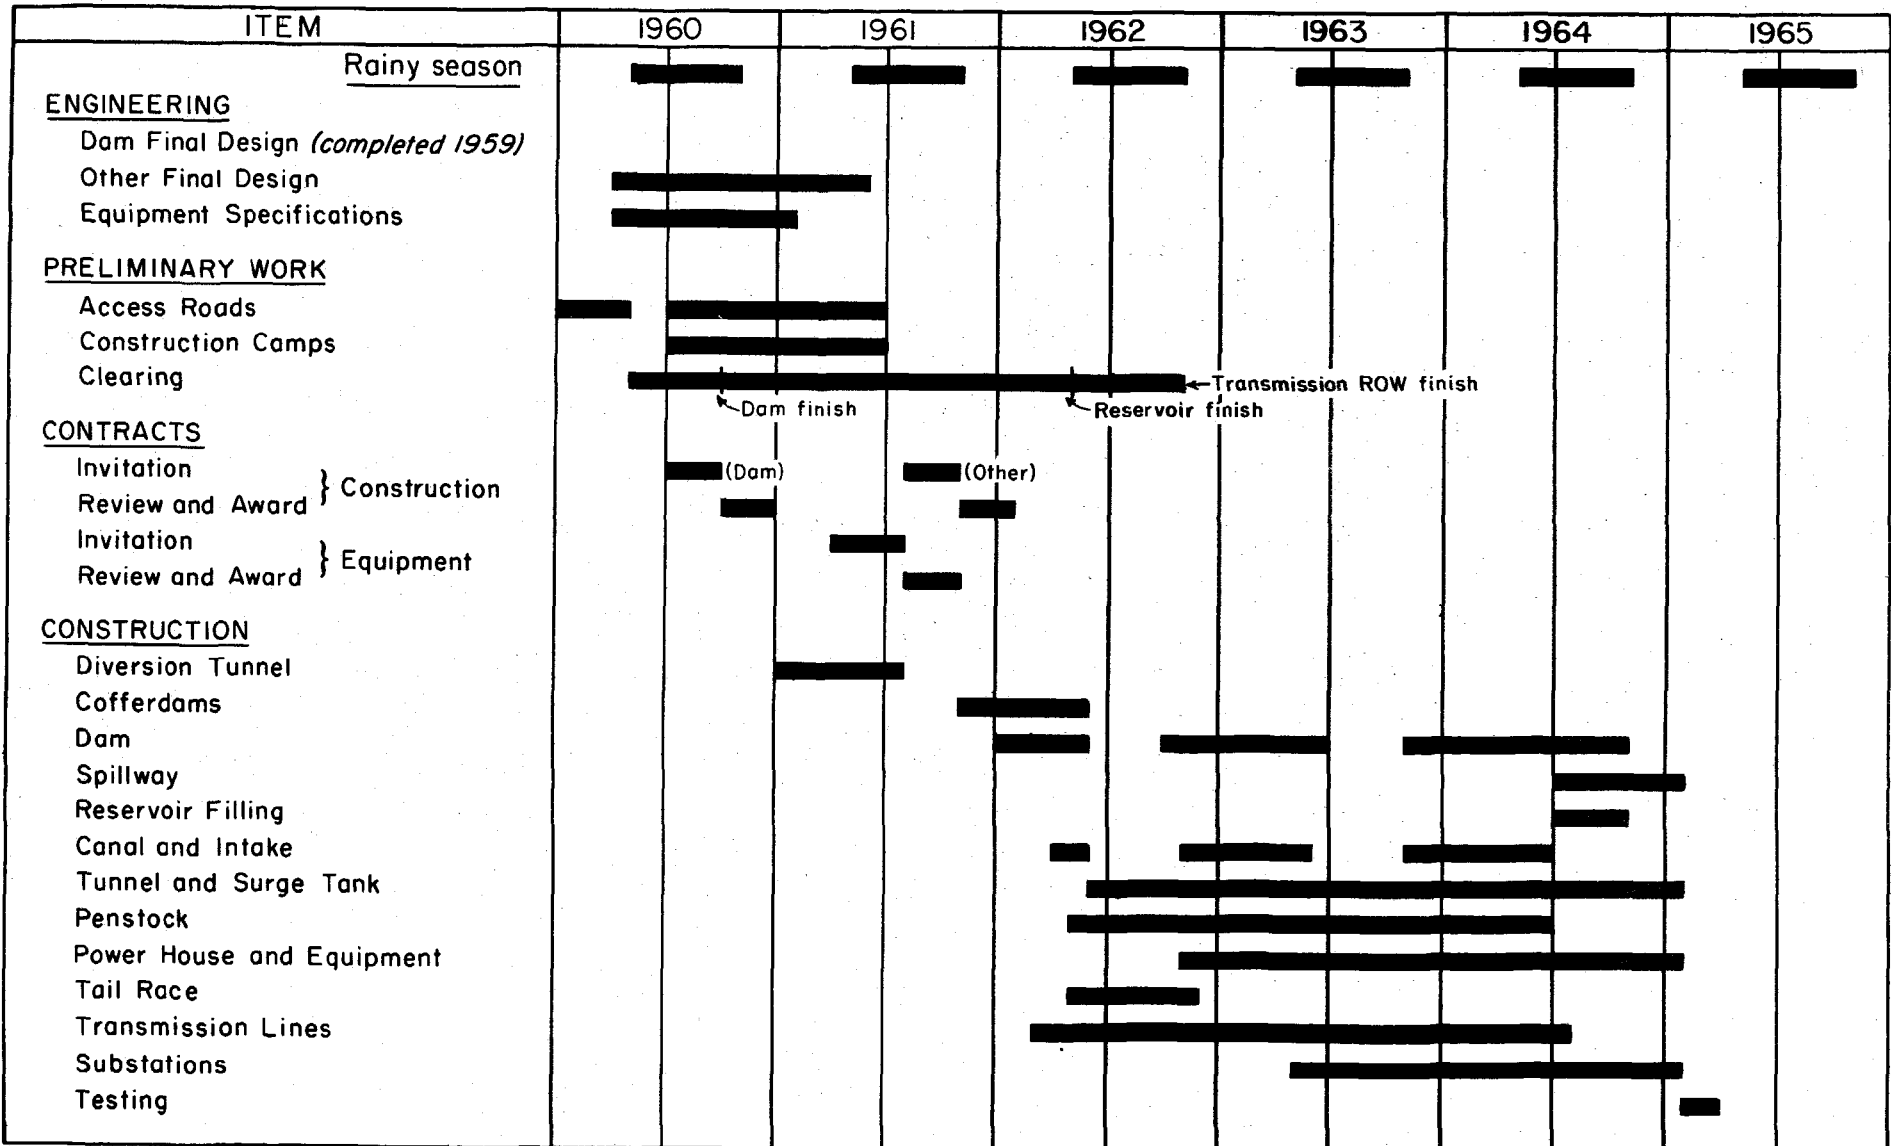 ITEM 1960 1961 1962 1963 1964 1965
Rainy season
ENGINEERING
Dam Final Design (completed 1959)
Other Final Design
Equipment Specifications
PRELIMINARY WORK
Access Roads
Construction Camps
Clearing
Transmission ROW finish
Dam finish
Reservoir finish
CONTRACTS
Invitation
(Dam)
(Other)
Review and Award
} Construction
Invitation
Review and Award
} Equipment
CONSTRUCTION
Diversion Tunnel
Cofferdams
Dam
Spillway
Reservoir Filling
Canal and Intake
Tunnel and Surge Tank
Penstock
Power House and Equipment
Tail Race
Transmission Lines
Substations
Testing